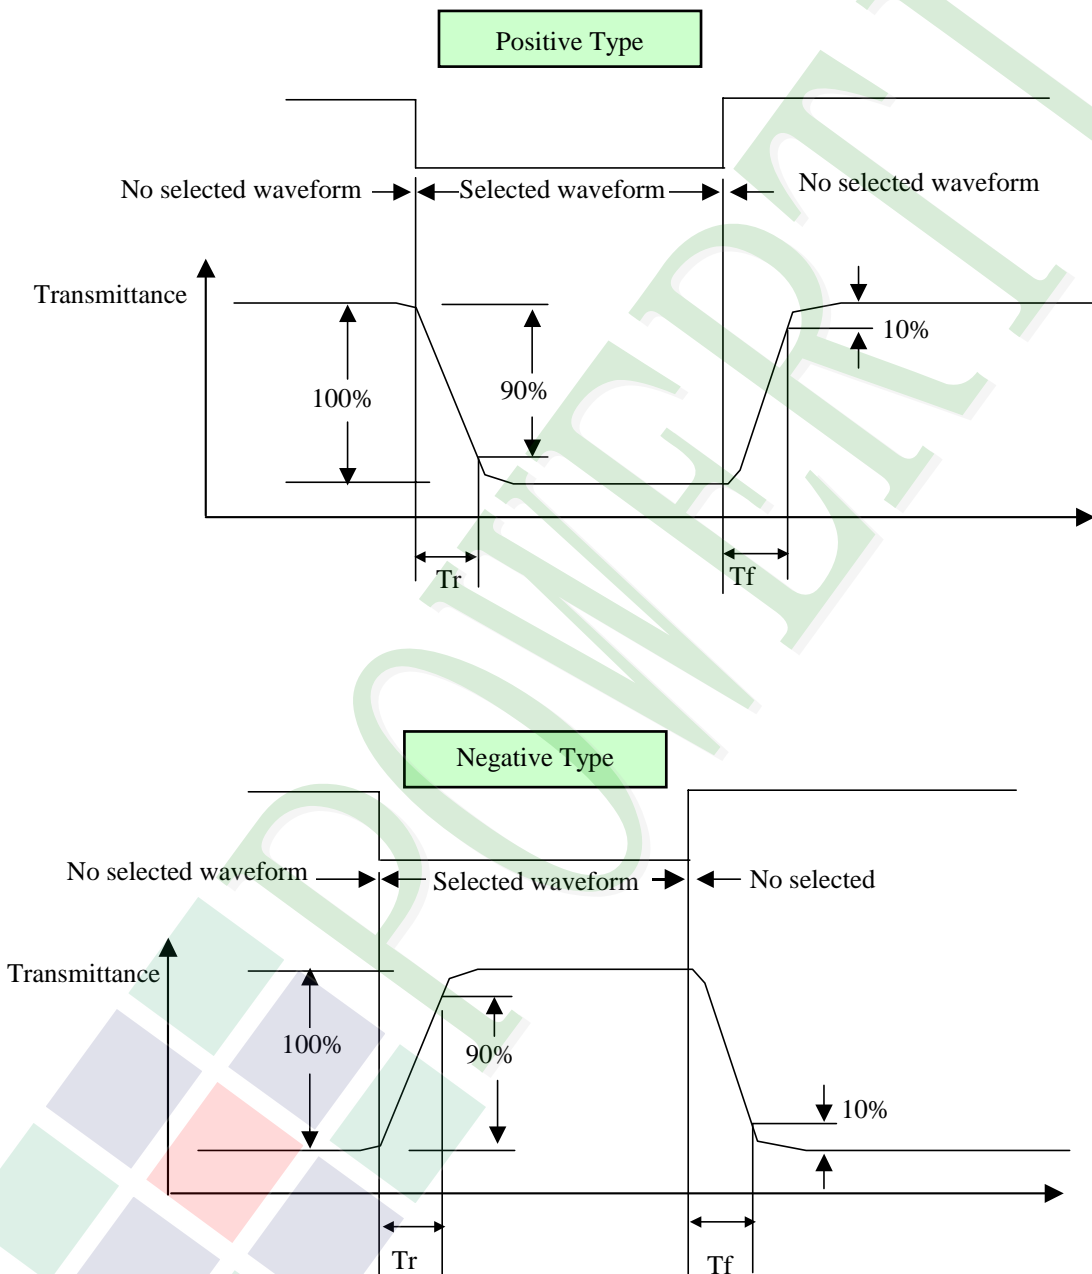 Positive Type
No selected waveform
Selected waveform
No selected waveform
Transmittance
10%
100%
90%
Tr
Tf
Negative Type
No selected waveform
Selected waveform
No selected
Transmittance
100%
90%
10%
Tr
Tf
POWERT